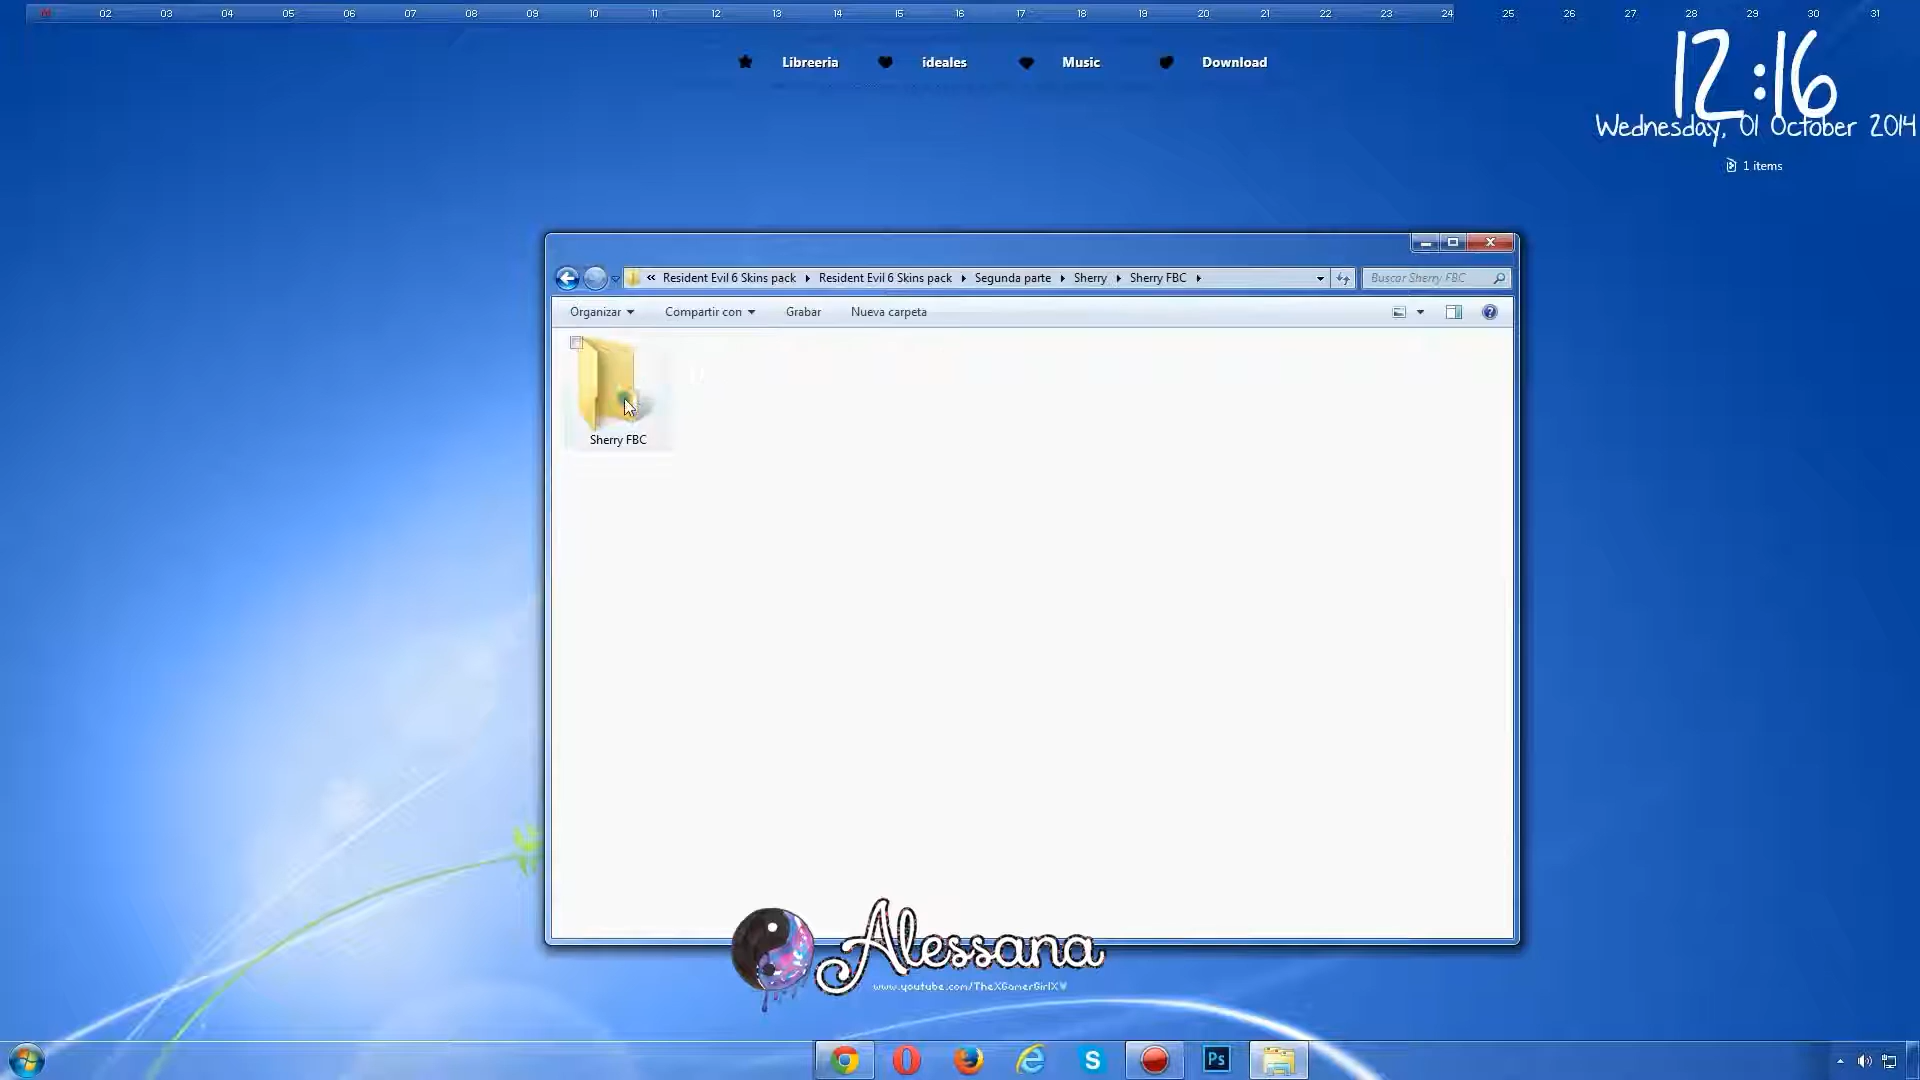 02 03 04 05 06 07 08 09 10 11 12 13 14 15 16 17 18 19 20 21 22 23 24 25 26 27 28 29 30 31
Libreeria ideales Music Download
12:16
Wednesday, 01 October 2014
1 items
« Resident Evil 6 Skins pack Resident Evil 6 Skins pack Segunda parte Sherry Sherry FBC
Buscar Sherry FBC
Organizar Compartir con Grabar Nueva carpeta
Sherry FBC
Alessana
www.youtube.com/TheXGamerGirlX
Ps